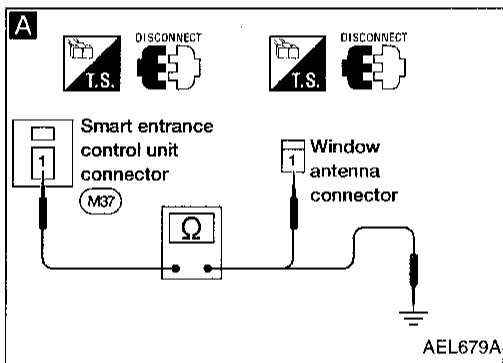 A
DISCONNECT
DISCONNECT
T.S.
T.S.
Smart entrance
control unit
connector
M37
1
Window
antenna
connector
1
Ω
AEL679A